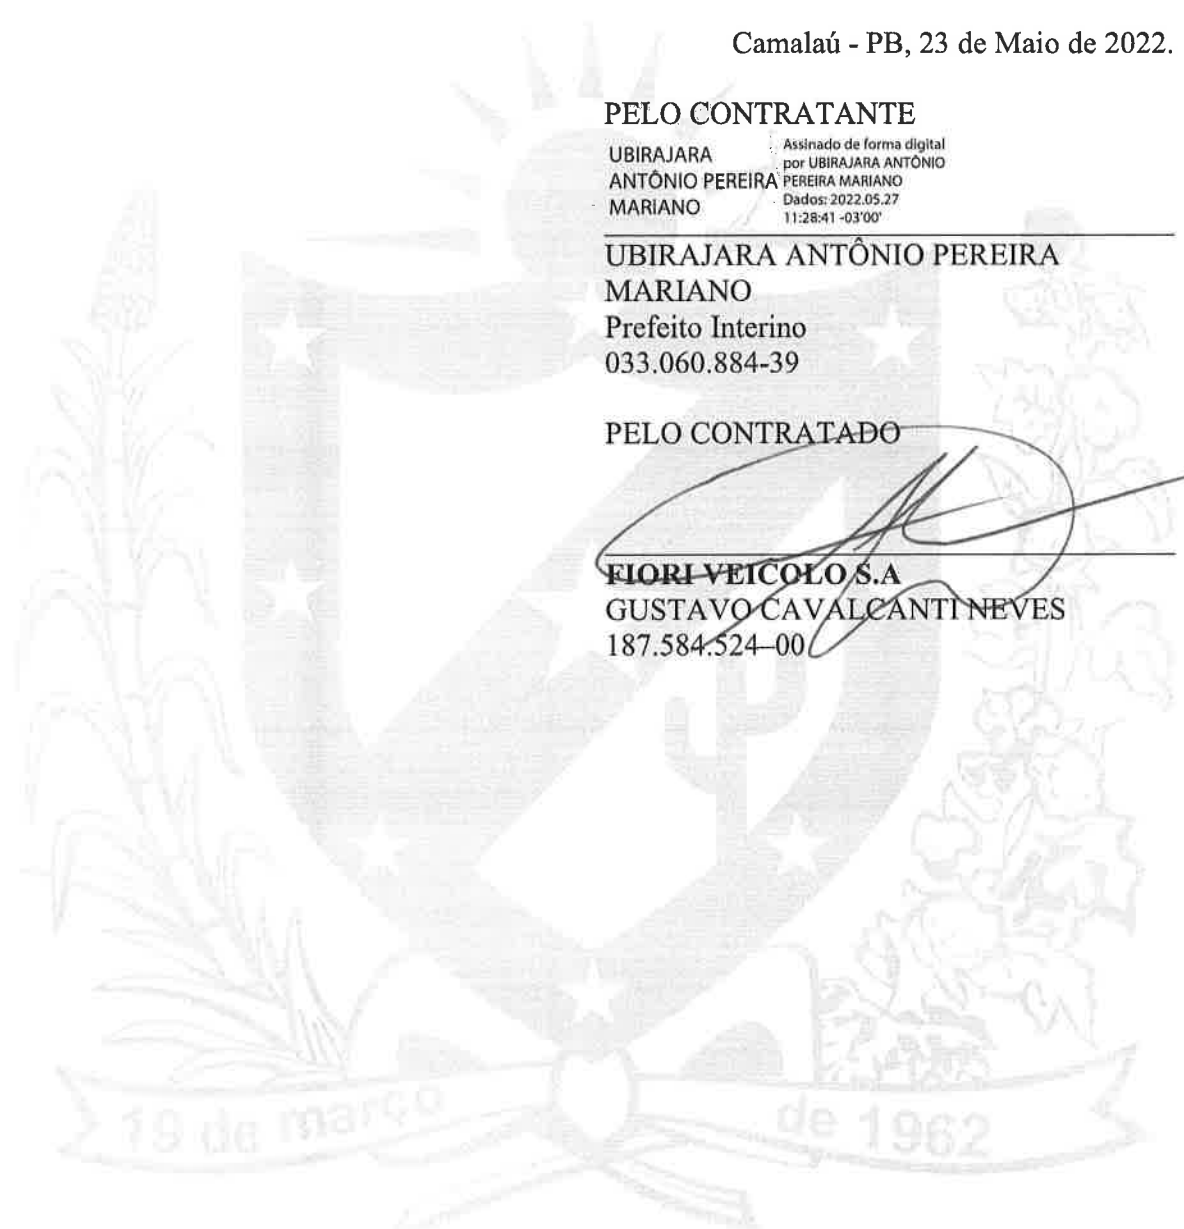 Camalaú - PB, 23 de Maio de 2022.
PELO CONTRATANTE
UBIRAJARA
ANTÔNIO PEREIRA
MARIANO
Assinado de forma digital
por UBIRAJARA ANTÔNIO
PEREIRA MARIANO
Dados: 2022.05.27
11:28:41 -03'00'
UBIRAJARA ANTÔNIO PEREIRA
MARIANO
Prefeito Interino
033.060.884-39
PELO CONTRATADO
FIORI VEICOLO S.A
GUSTAVO CAVALCANTI NEVES
187.584.524–00
19 de março de 1962